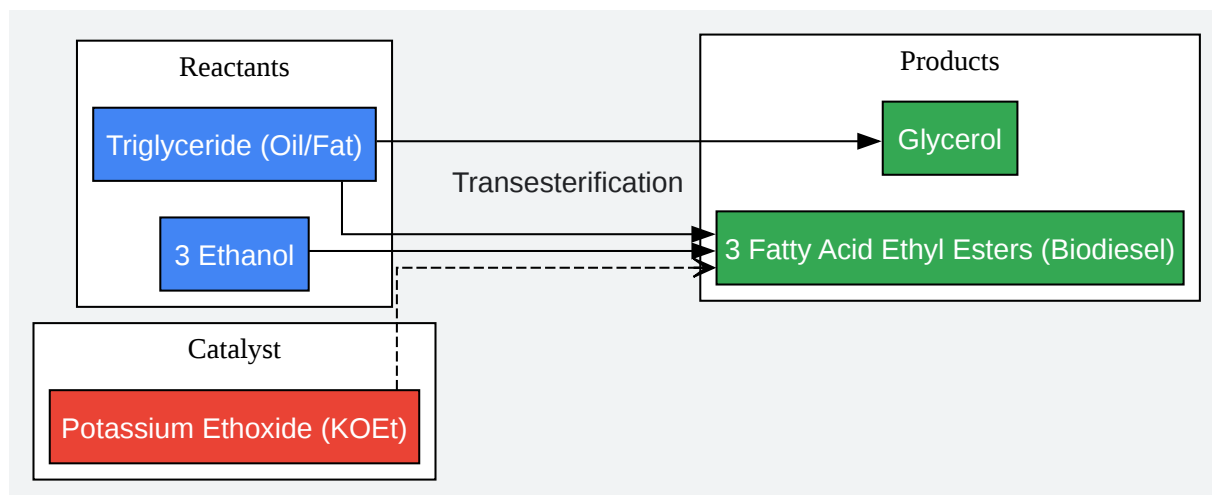 Reactants
Triglyceride (Oil/Fat)
3 Ethanol
Transesterification
Products
Glycerol
3 Fatty Acid Ethyl Esters (Biodiesel)
Catalyst
Potassium Ethoxide (KOEt)